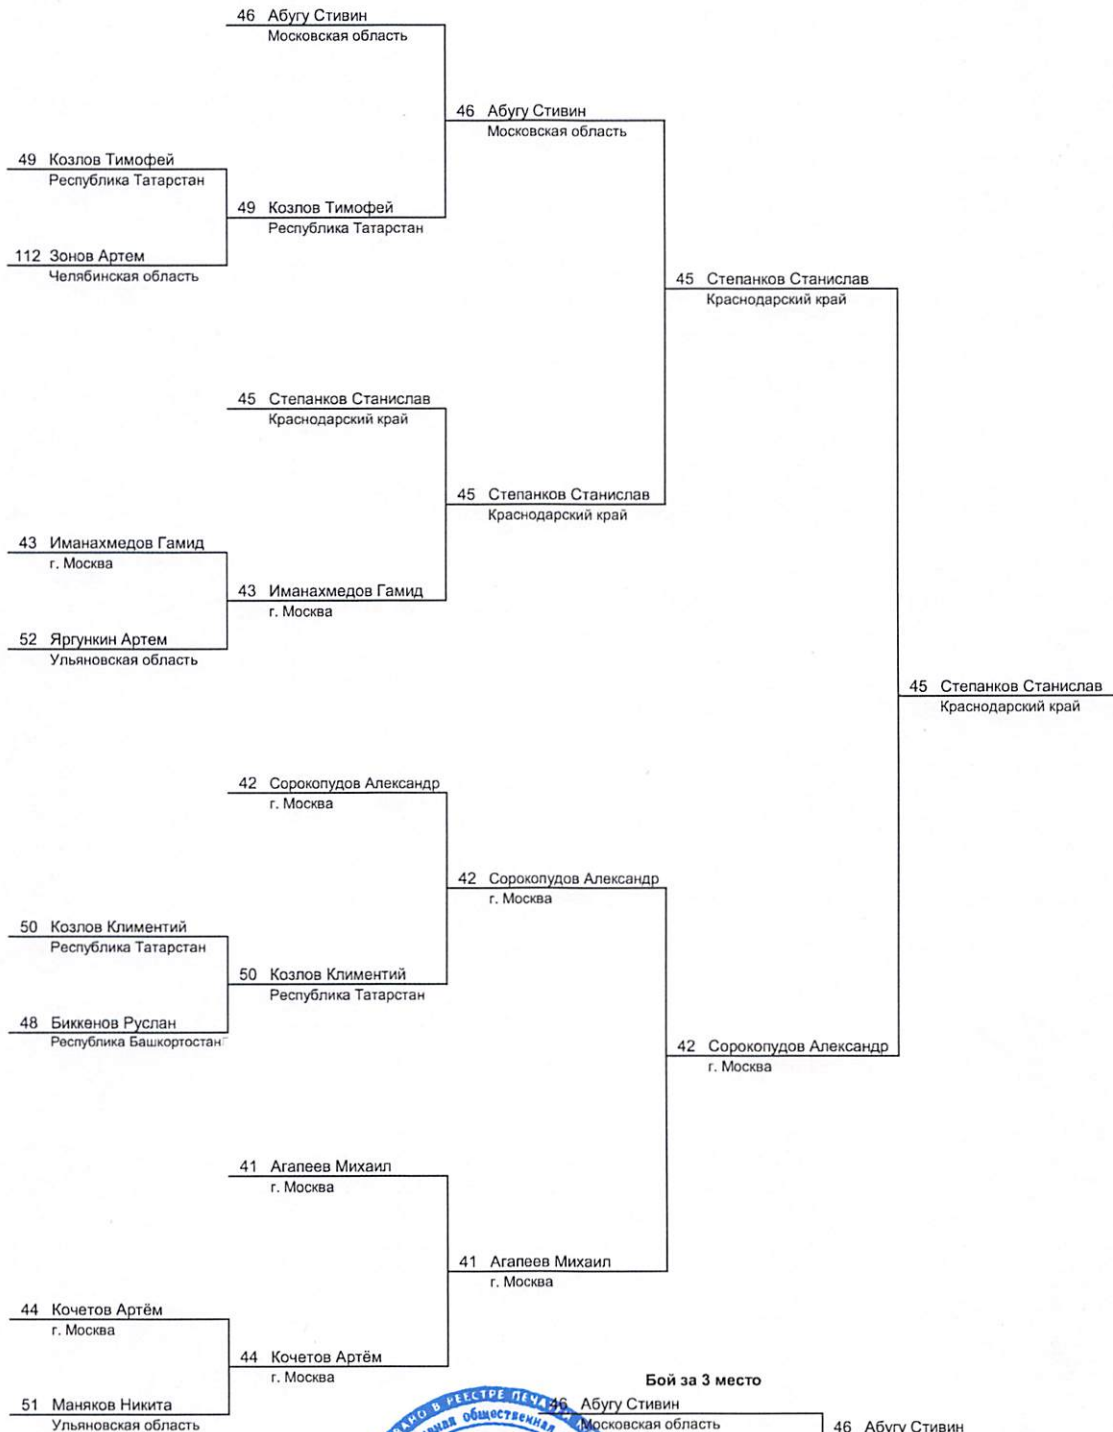 46 Абугу Стивин
Московская область
46 Абугу Стивин
Московская область
49 Козлов Тимофей
Республика Татарстан
49 Козлов Тимофей
Республика Татарстан
112 Зонов Артем
Челябинская область
45 Степанков Станислав
Краснодарский край
45 Степанков Станислав
Краснодарский край
45 Степанков Станислав
Краснодарский край
43 Иманахмедов Гамид
г. Москва
43 Иманахмедов Гамид
г. Москва
52 Яргункин Артем
Ульяновская область
45 Степанков Станислав
Краснодарский край
42 Сорокопудов Александр
г. Москва
42 Сорокопудов Александр
г. Москва
50 Козлов Климентий
Республика Татарстан
50 Козлов Климентий
Республика Татарстан
48 Биккенов Руслан
Республика Башкортостан
42 Сорокопудов Александр
г. Москва
41 Агапеев Михаил
г. Москва
41 Агапеев Михаил
г. Москва
44 Кочетов Артём
г. Москва
44 Кочетов Артём
г. Москва
51 Маняков Никита
Ульяновская область
Бой за 3 место
46 Абугу Стивин
Московская область
46 Абугу Стивин
В РЕЕСТРЕ
общественная